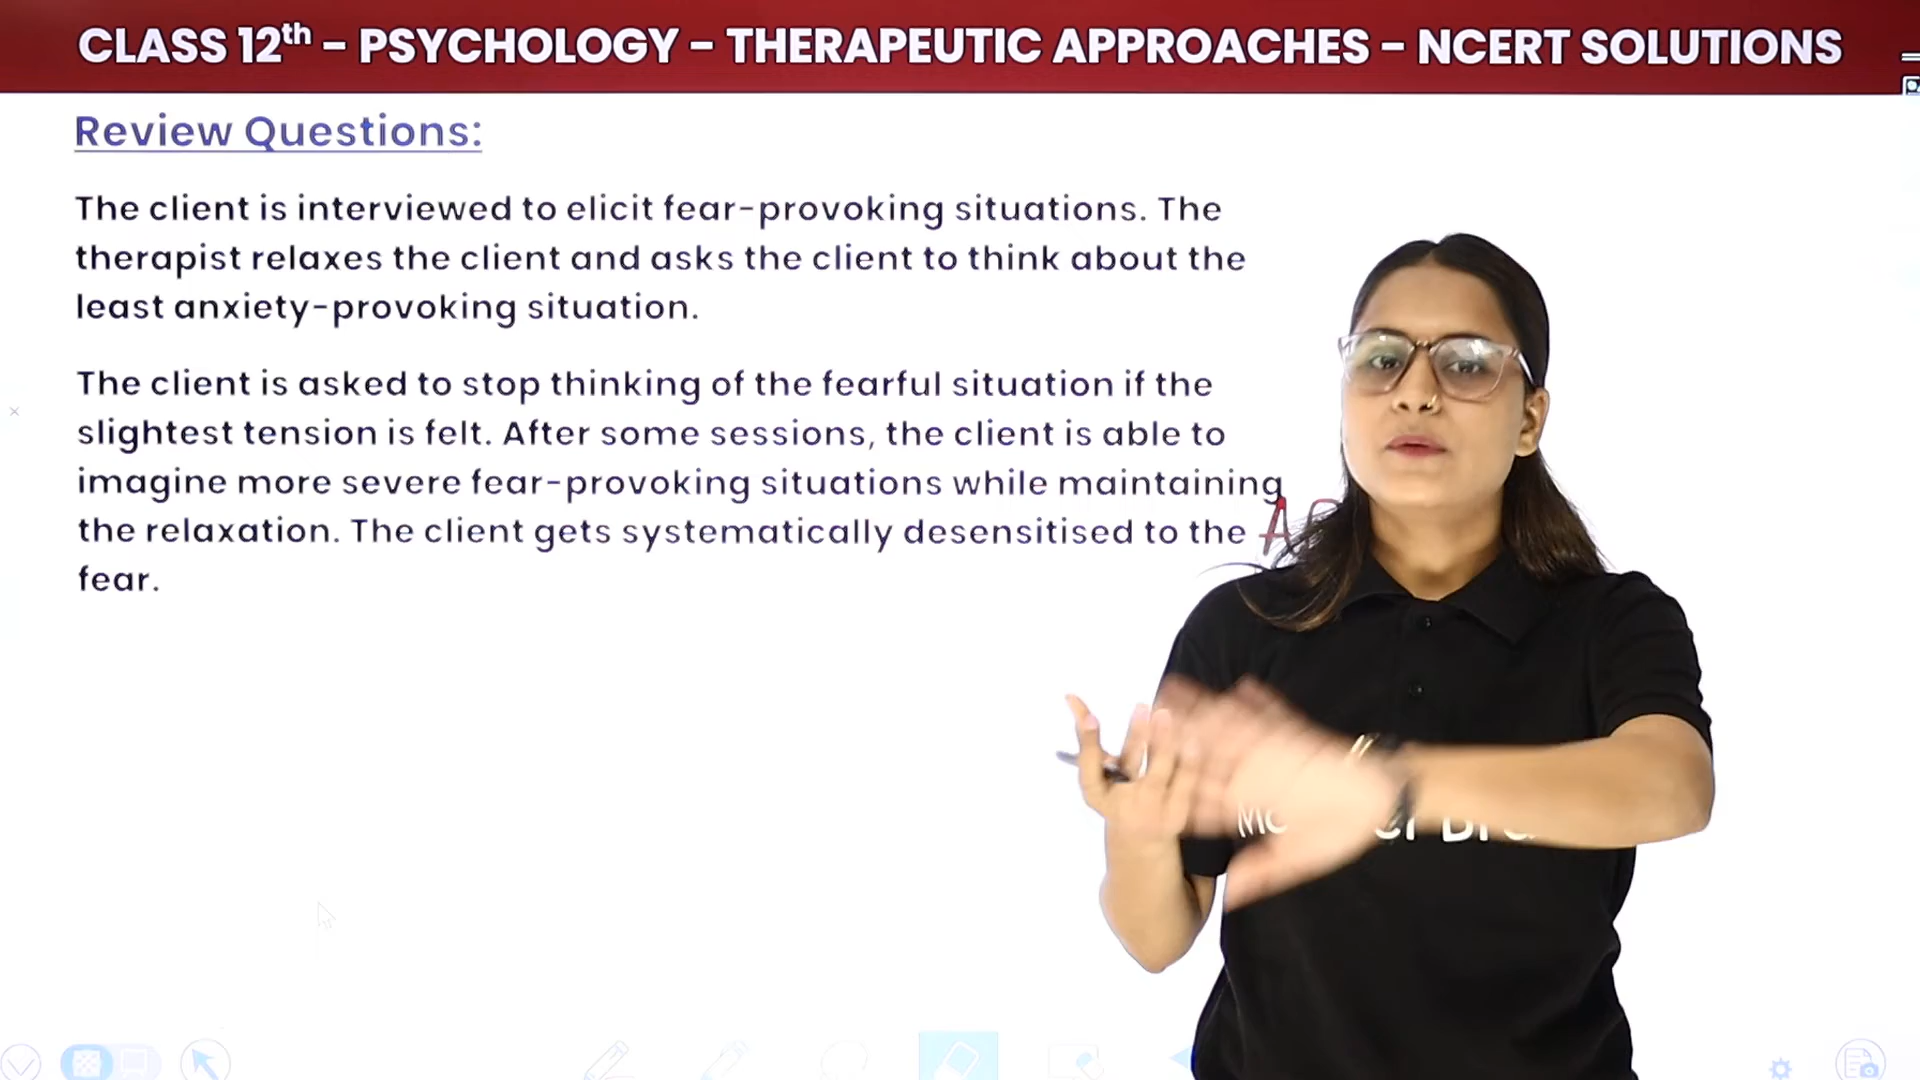 CLASS 12th – PSYCHOLOGY – THERAPEUTIC APPROACHES – NCERT SOLUTIONS
Review Questions:
The client is interviewed to elicit fear-provoking situations. The
therapist relaxes the client and asks the client to think about the
least anxiety-provoking situation.
The client is asked to stop thinking of the fearful situation if the
slightest tension is felt. After some sessions, the client is able to
imagine more severe fear-provoking situations while maintaining
the relaxation. The client gets systematically desensitised to the
fear.